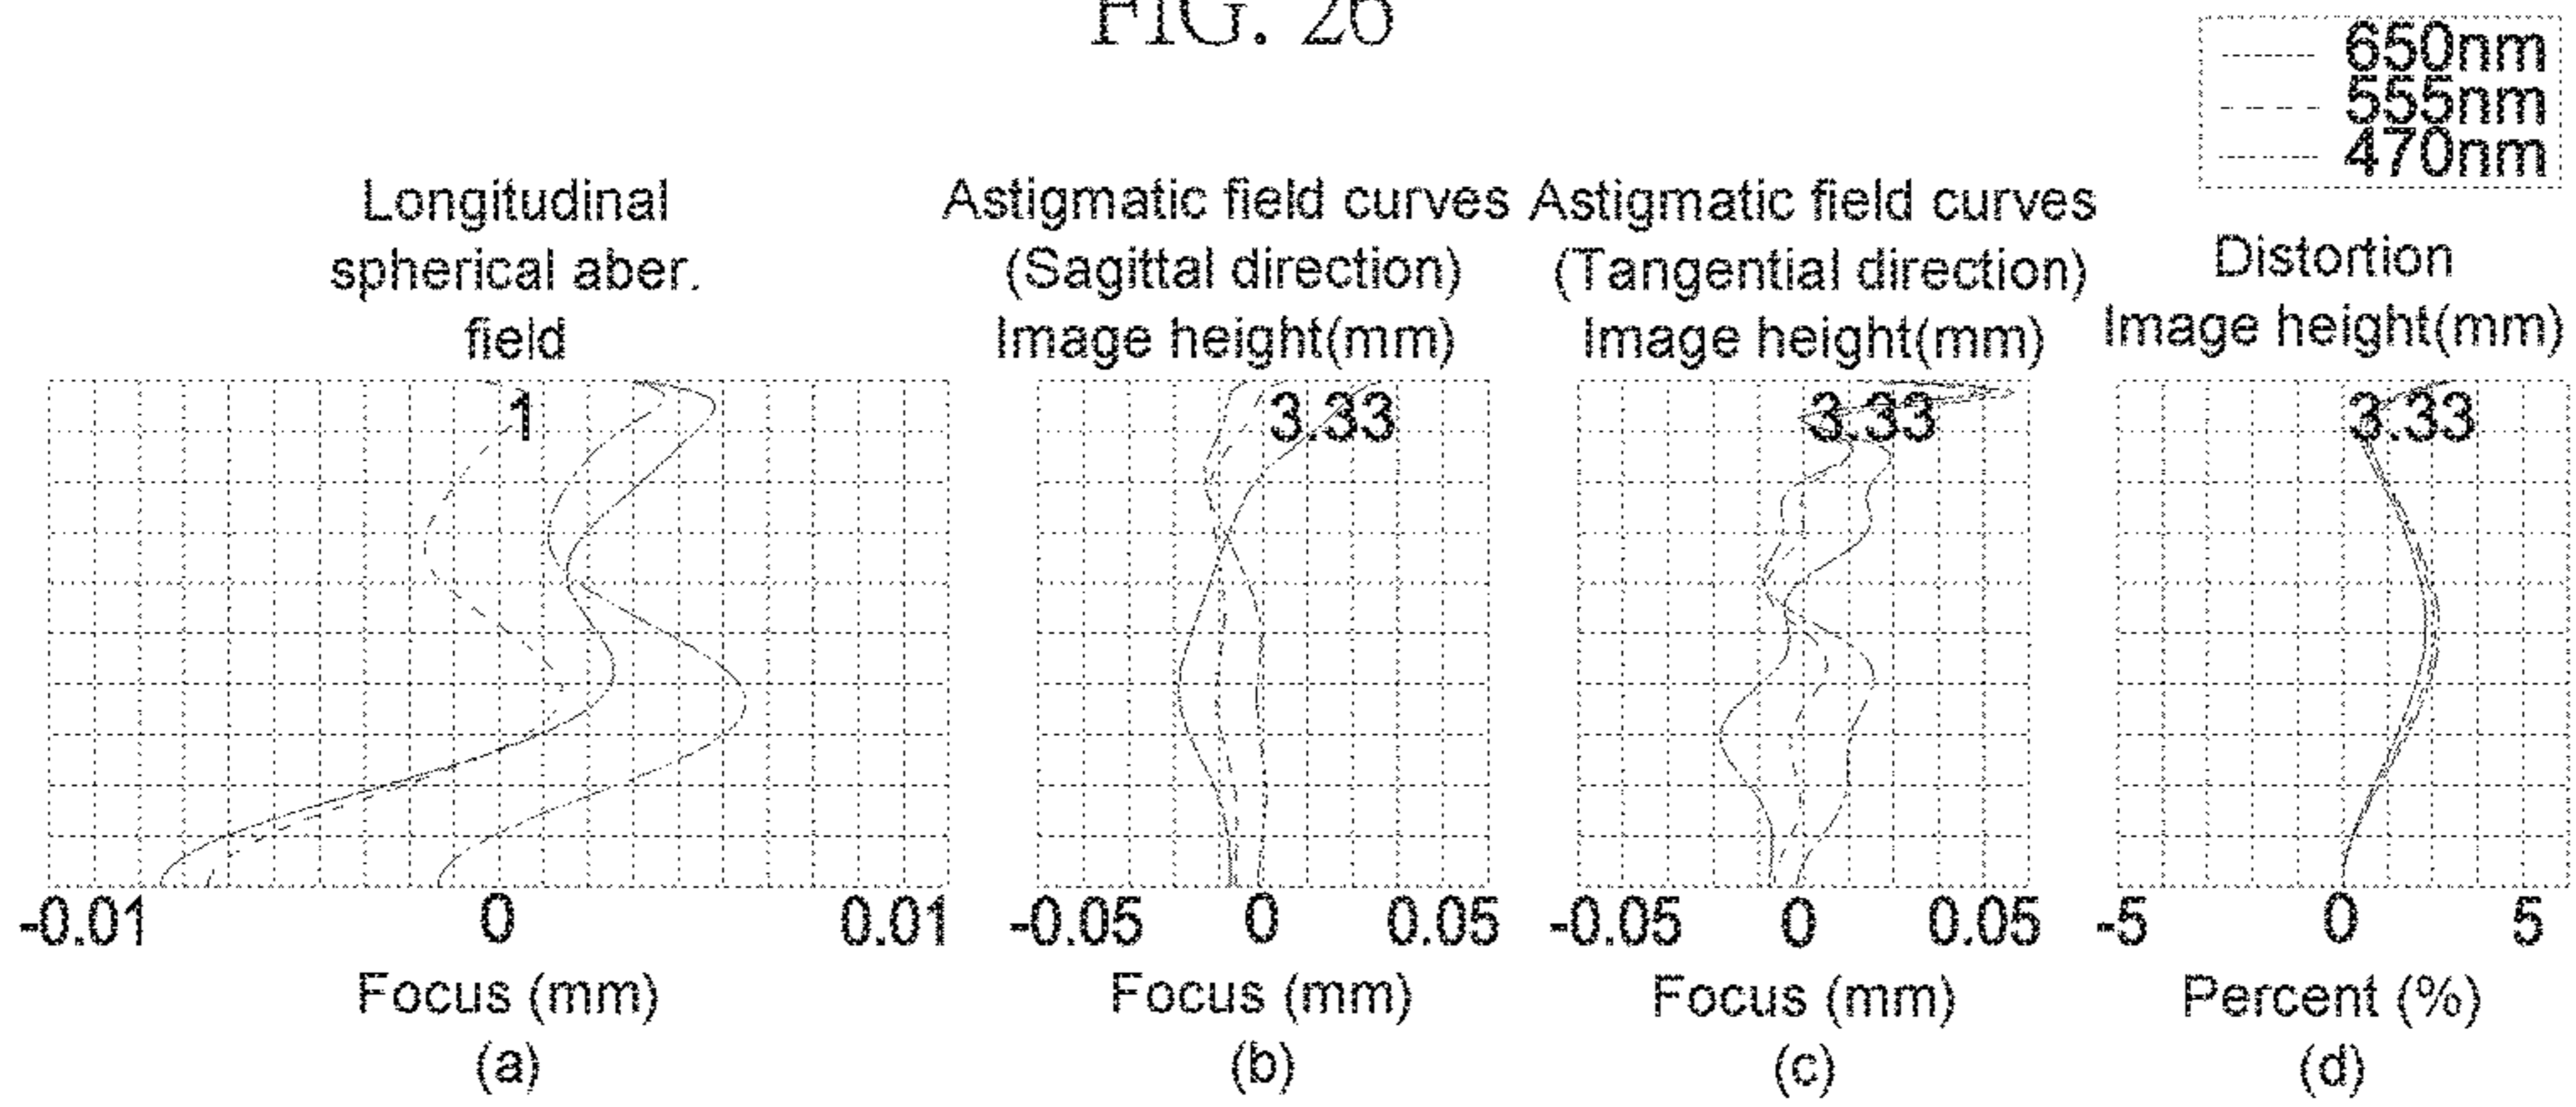 FIG. 26
650nm
555nm
470nm
Longitudinal
spherical aber.
field
1
-0.01 0 0.01
Focus (mm)
(a)
Astigmatic field curves
(Sagittal direction)
Image height(mm)
3.33
-0.05 0 0.05
Focus (mm)
(b)
Astigmatic field curves
(Tangential direction)
Image height(mm)
3.33
-0.05 0 0.05
Focus (mm)
(c)
Distortion
Image height(mm)
3.33
-5 0 5
Percent (%)
(d)